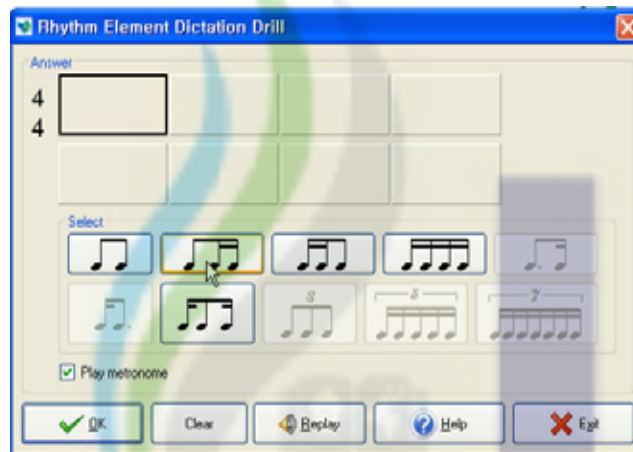 Rhythm Element Dictation Drill
Answer
4
4
Select
3
5
7
Play metronome
OK
Clear
Replay
Help
Exit